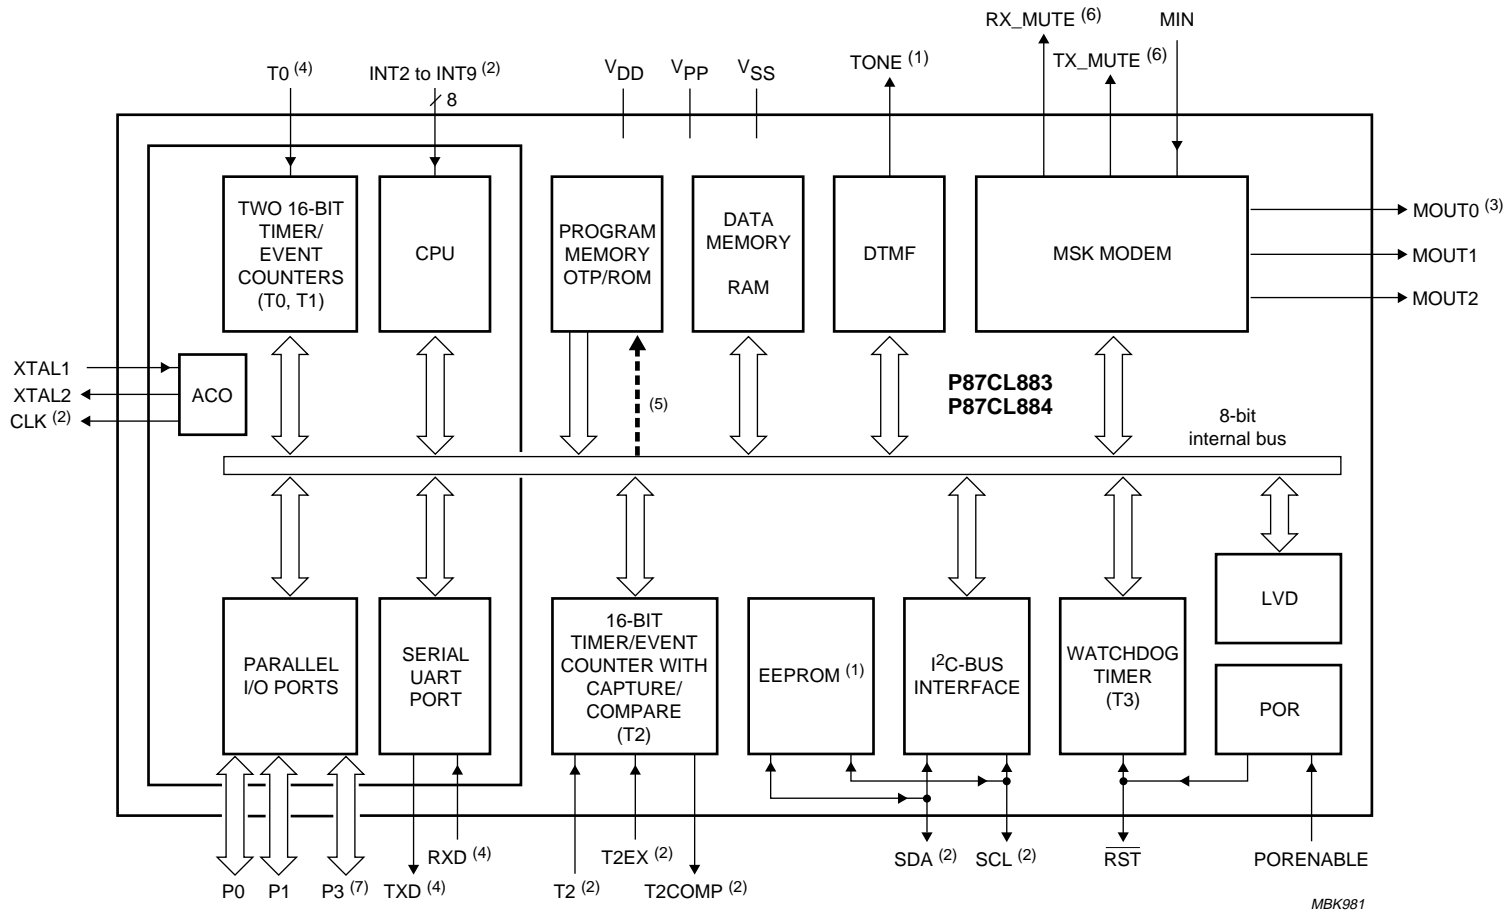 RX_MUTE (6)
MIN
TX_MUTE (6)
T0 (4)
INT2 to INT9 (2)
8
VDD
VPP
VSS
TONE (1)
TWO 16-BIT
TIMER/
EVENT
COUNTERS
(T0, T1)
CPU
PROGRAM
MEMORY
OTP/ROM
DATA
MEMORY
RAM
DTMF
MSK MODEM
MOUT0 (3)
MOUT1
MOUT2
XTAL1
XTAL2
CLK (2)
ACO
(5)
P87CL883
P87CL884
8-bit
internal bus
PARALLEL
I/O PORTS
SERIAL
UART
PORT
16-BIT
TIMER/EVENT
COUNTER WITH
CAPTURE/
COMPARE
(T2)
EEPROM (1)
I2C-BUS
INTERFACE
WATCHDOG
TIMER
(T3)
LVD
POR
P0
P1
P3 (7)
TXD (4)
RXD (4)
T2 (2)
T2EX (2)
T2COMP (2)
SDA (2)
SCL (2)
RST
PORENABLE
MBK981